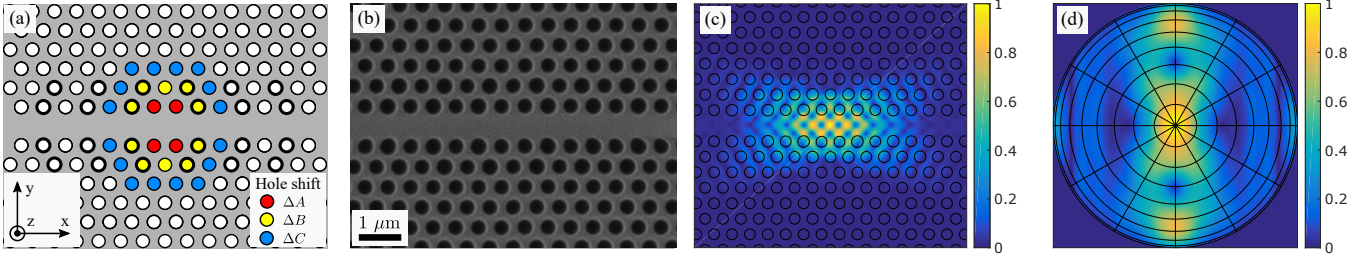 (a)
y
z
x
Hole shift
ΔA
ΔB
ΔC
(b)
1 μm
(c)
1
0.8
0.6
0.4
0.2
0
(d)
1
0.8
0.6
0.4
0.2
0